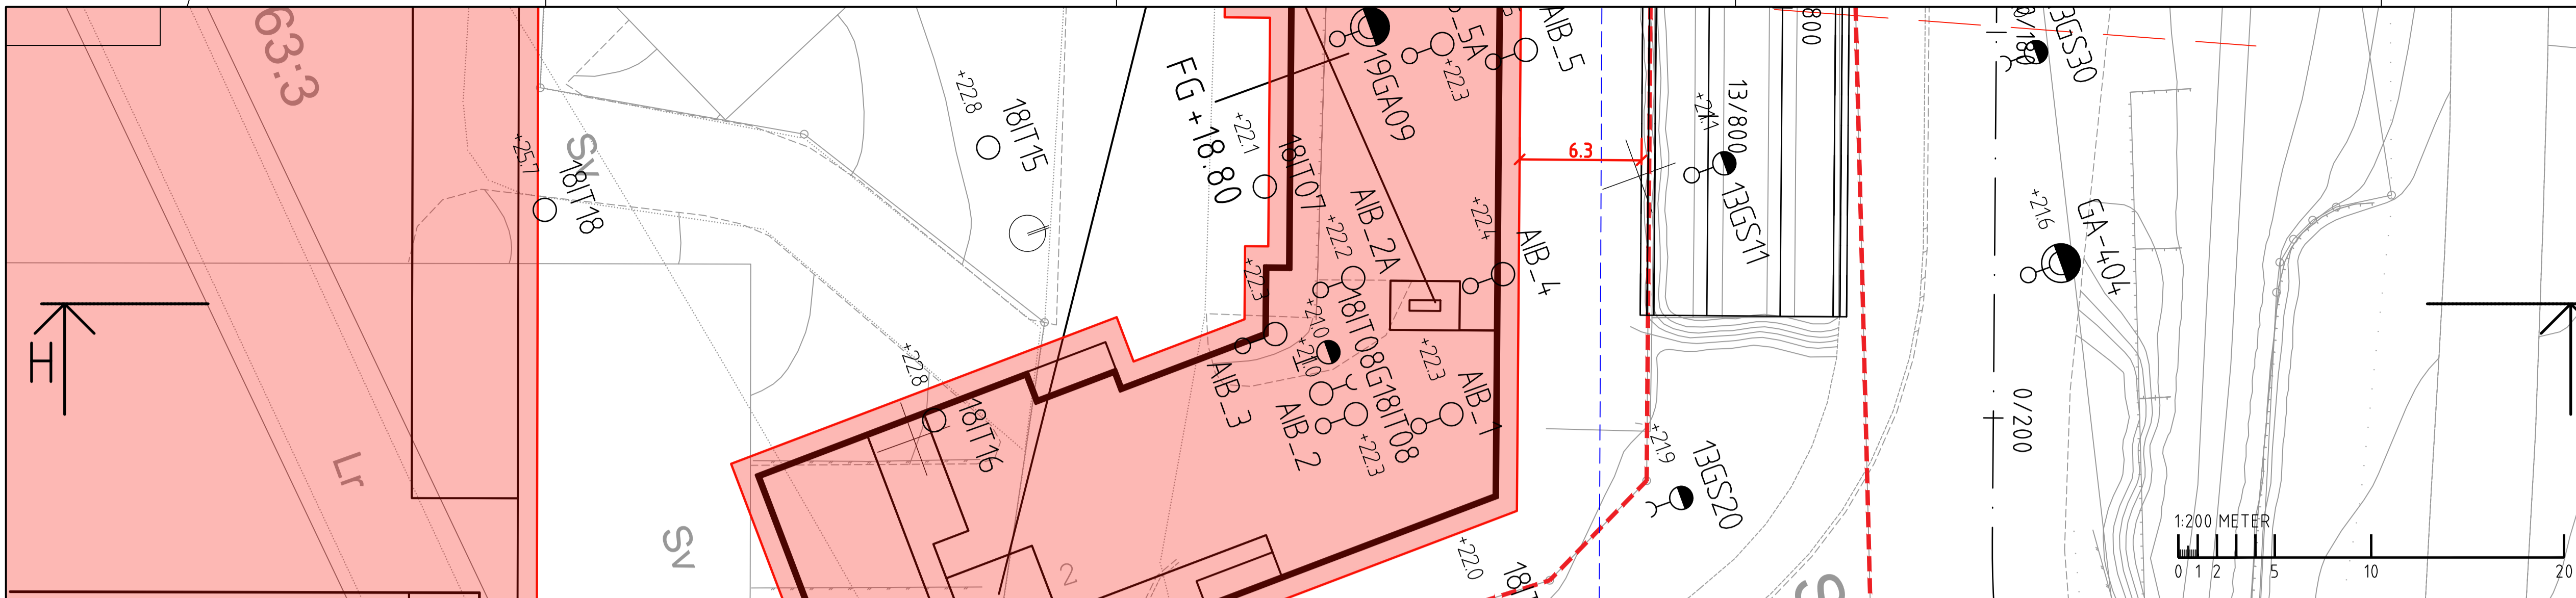 63:3
Sv
+25.7
18IT18
+22.8
18IT15
FG +18.80
+22.1
18IT07
19GA09
5A
+22.3
AIB_5
6.3
800
13/800
+21.1
13GS11
13GS30
+21.6
GA-404
+22.2
AIB_2A
+22.4
AIB_4
+22.3
H
+22.8
18IT16
AIB_3
+21.0
+21.0
18IT08G
18IT08
AIB_2
+22.3
+22.3
AIB_1
+21.9
13GS20
+22.0
0/200
Lr
Sv
2
1:200 METER
0 1 2 5 10 20